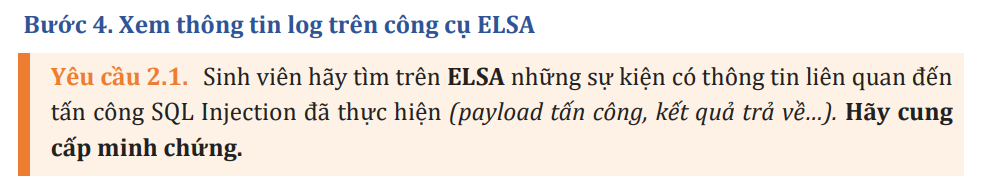 Bước 4. Xem thông tin log trên công cụ ELSA
Yêu cầu 2.1. Sinh viên hãy tìm trên ELSA những sự kiện có thông tin liên quan đến
tấn công SQL Injection đã thực hiện (payload tấn công, kết quả trả về...). Hãy cung
cấp minh chứng.